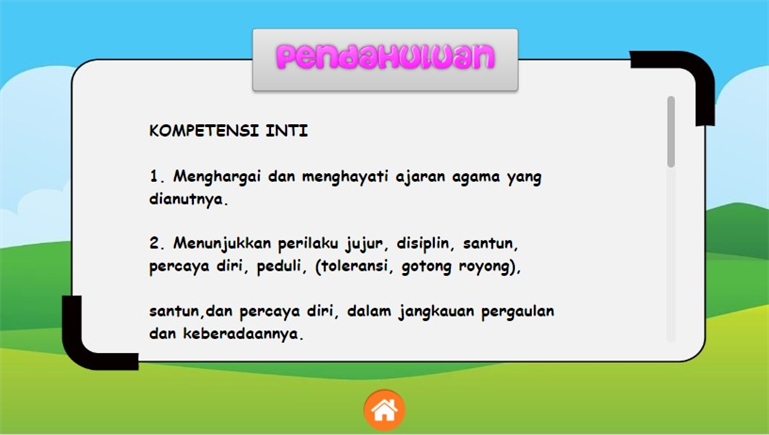 Pendahuluan
KOMPETENSI INTI
1. Menghargai dan menghayati ajaran agama yang
dianutnya.
2. Menunjukkan perilaku jujur, disiplin, santun,
percaya diri, peduli, (toleransi, gotong royong),
santun,dan percaya diri, dalam jangkauan pergaulan
dan keberadaannya.